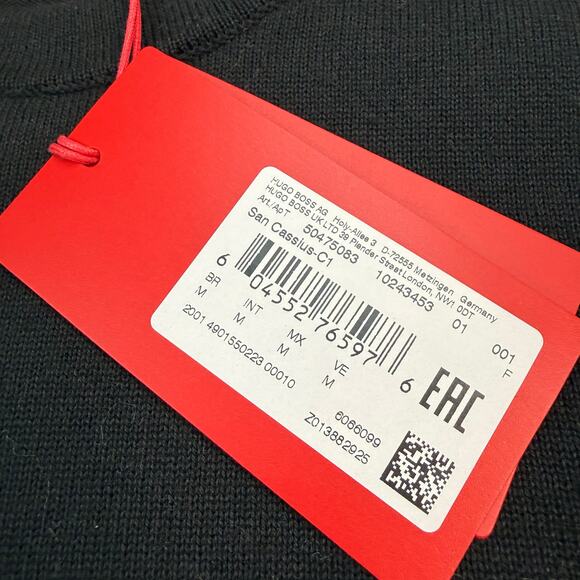 HUGO BOSS AG Holy-Allee 3 D-72555 Metzingen Germany
HUGO BOSS UK LTD 39 Plender Street London, NW1 0DT
Art./ApT 50475083 10243453 01 001
San Cassius-C1 F
6 04552 76597 6
BR INT MX VE
M M M M
EAC
2001 4901550223 00010
6066099
Z013882925